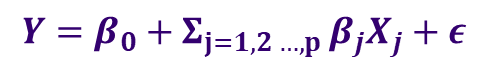 Y = β₀ + Σⱼ₌₁,₂ …,ₚ βⱼXⱼ + ϵ